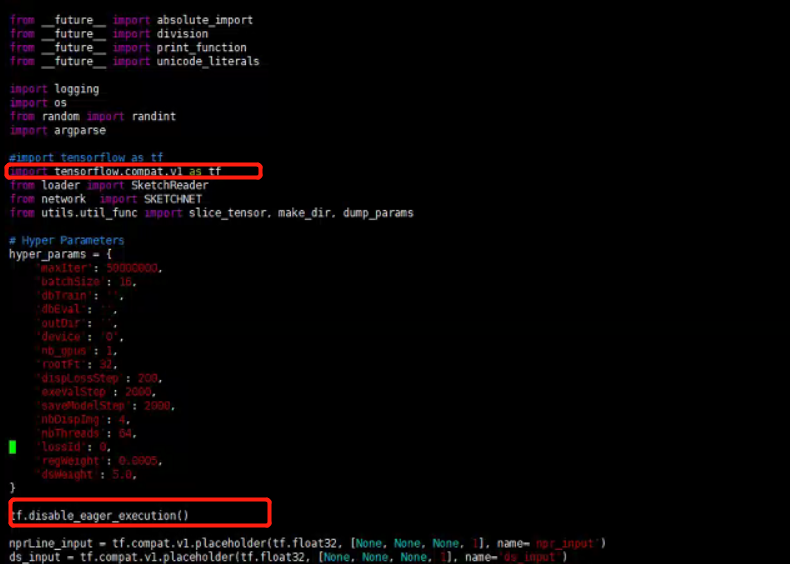 from __future__ import absolute_import
from __future__ import division
from __future__ import print_function
from __future__ import unicode_literals
import logging
import os
from random import randint
import argparse
#import tensorflow as tf
import tensorflow.compat.v1 as tf
from loader import SketchReader
from network  import SKETCHNET
from utils.util_func import slice_tensor, make_dir, dump_params
# Hyper Parameters
hyper_params = {
    'maxIter': 50000000,
    'batchSize': 16,
    'dbTrain': '',
    'dbEval': '',
    'outDir': '',
    'device': '0',
    'nb_gpus': 1,
    'rootFt': 32,
    'dispLossStep': 200,
    'exeValStep': 2000,
    'saveModelStep': 2000,
    'nbDispImg': 4,
    'nbThreads': 64,
    'lossId': 0,
    'regWeight': 0.0005,
    'dsWeight': 5.0,
}
tf.disable_eager_execution()
nprLine_input = tf.compat.v1.placeholder(tf.float32, [None, None, None, 1], name='npr_input')
ds_input = tf.compat.v1.placeholder(tf.float32, [None, None, None, 1], name='ds_input')